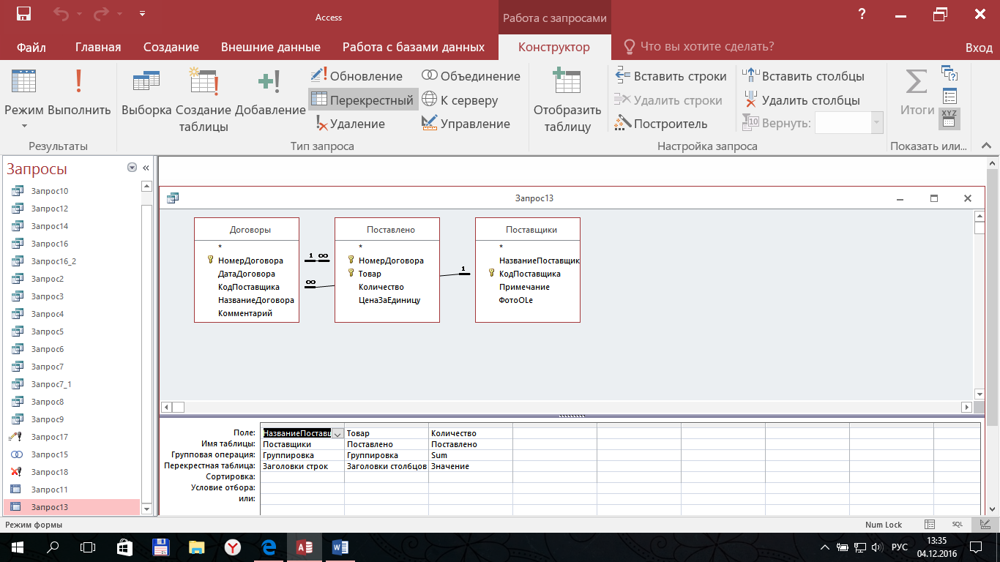 Access
Работа с запросами
?
Файл
Главная
Создание
Внешние данные
Работа с базами данных
Конструктор
Что вы хотите сделать?
Вход
Режим
Выполнить
Результаты
Выборка
Создание таблицы
Добавление
Обновление
Перекрестный
Удаление
Объединение
К серверу
Управление
Тип запроса
Отобразить таблицу
Вставить строки
Удалить строки
Построитель
Вставить столбцы
Удалить столбцы
Вернуть:
Настройка запроса
Итоги
XYZ
Показать или...
Запросы
Запрос10
Запрос12
Запрос14
Запрос16
Запрос16_2
Запрос2
Запрос3
Запрос4
Запрос5
Запрос6
Запрос7
Запрос7_1
Запрос8
Запрос9
Запрос17
Запрос15
Запрос18
Запрос11
Запрос13
Запрос13
Договоры
*
НомерДоговора
ДатаДоговора
КодПоставщика
НазваниеДоговора
Комментарий
1 ∞
∞
Поставлено
*
НомерДоговора
Товар
Количество
ЦенаЗаЕдиницу
1
Поставщики
*
НазваниеПоставщик
КодПоставщика
Примечание
ФотоOLe
Поле: НазваниеПостав Товар Количество
Имя таблицы: Поставщики Поставлено Поставлено
Групповая операция: Группировка Группировка Sum
Перекрестная таблица: Заголовки строк Заголовки столбцов Значение
Сортировка:
Условие отбора:
или:
Режим формы
Num Lock
SQL
РУС
13:35
04.12.2016